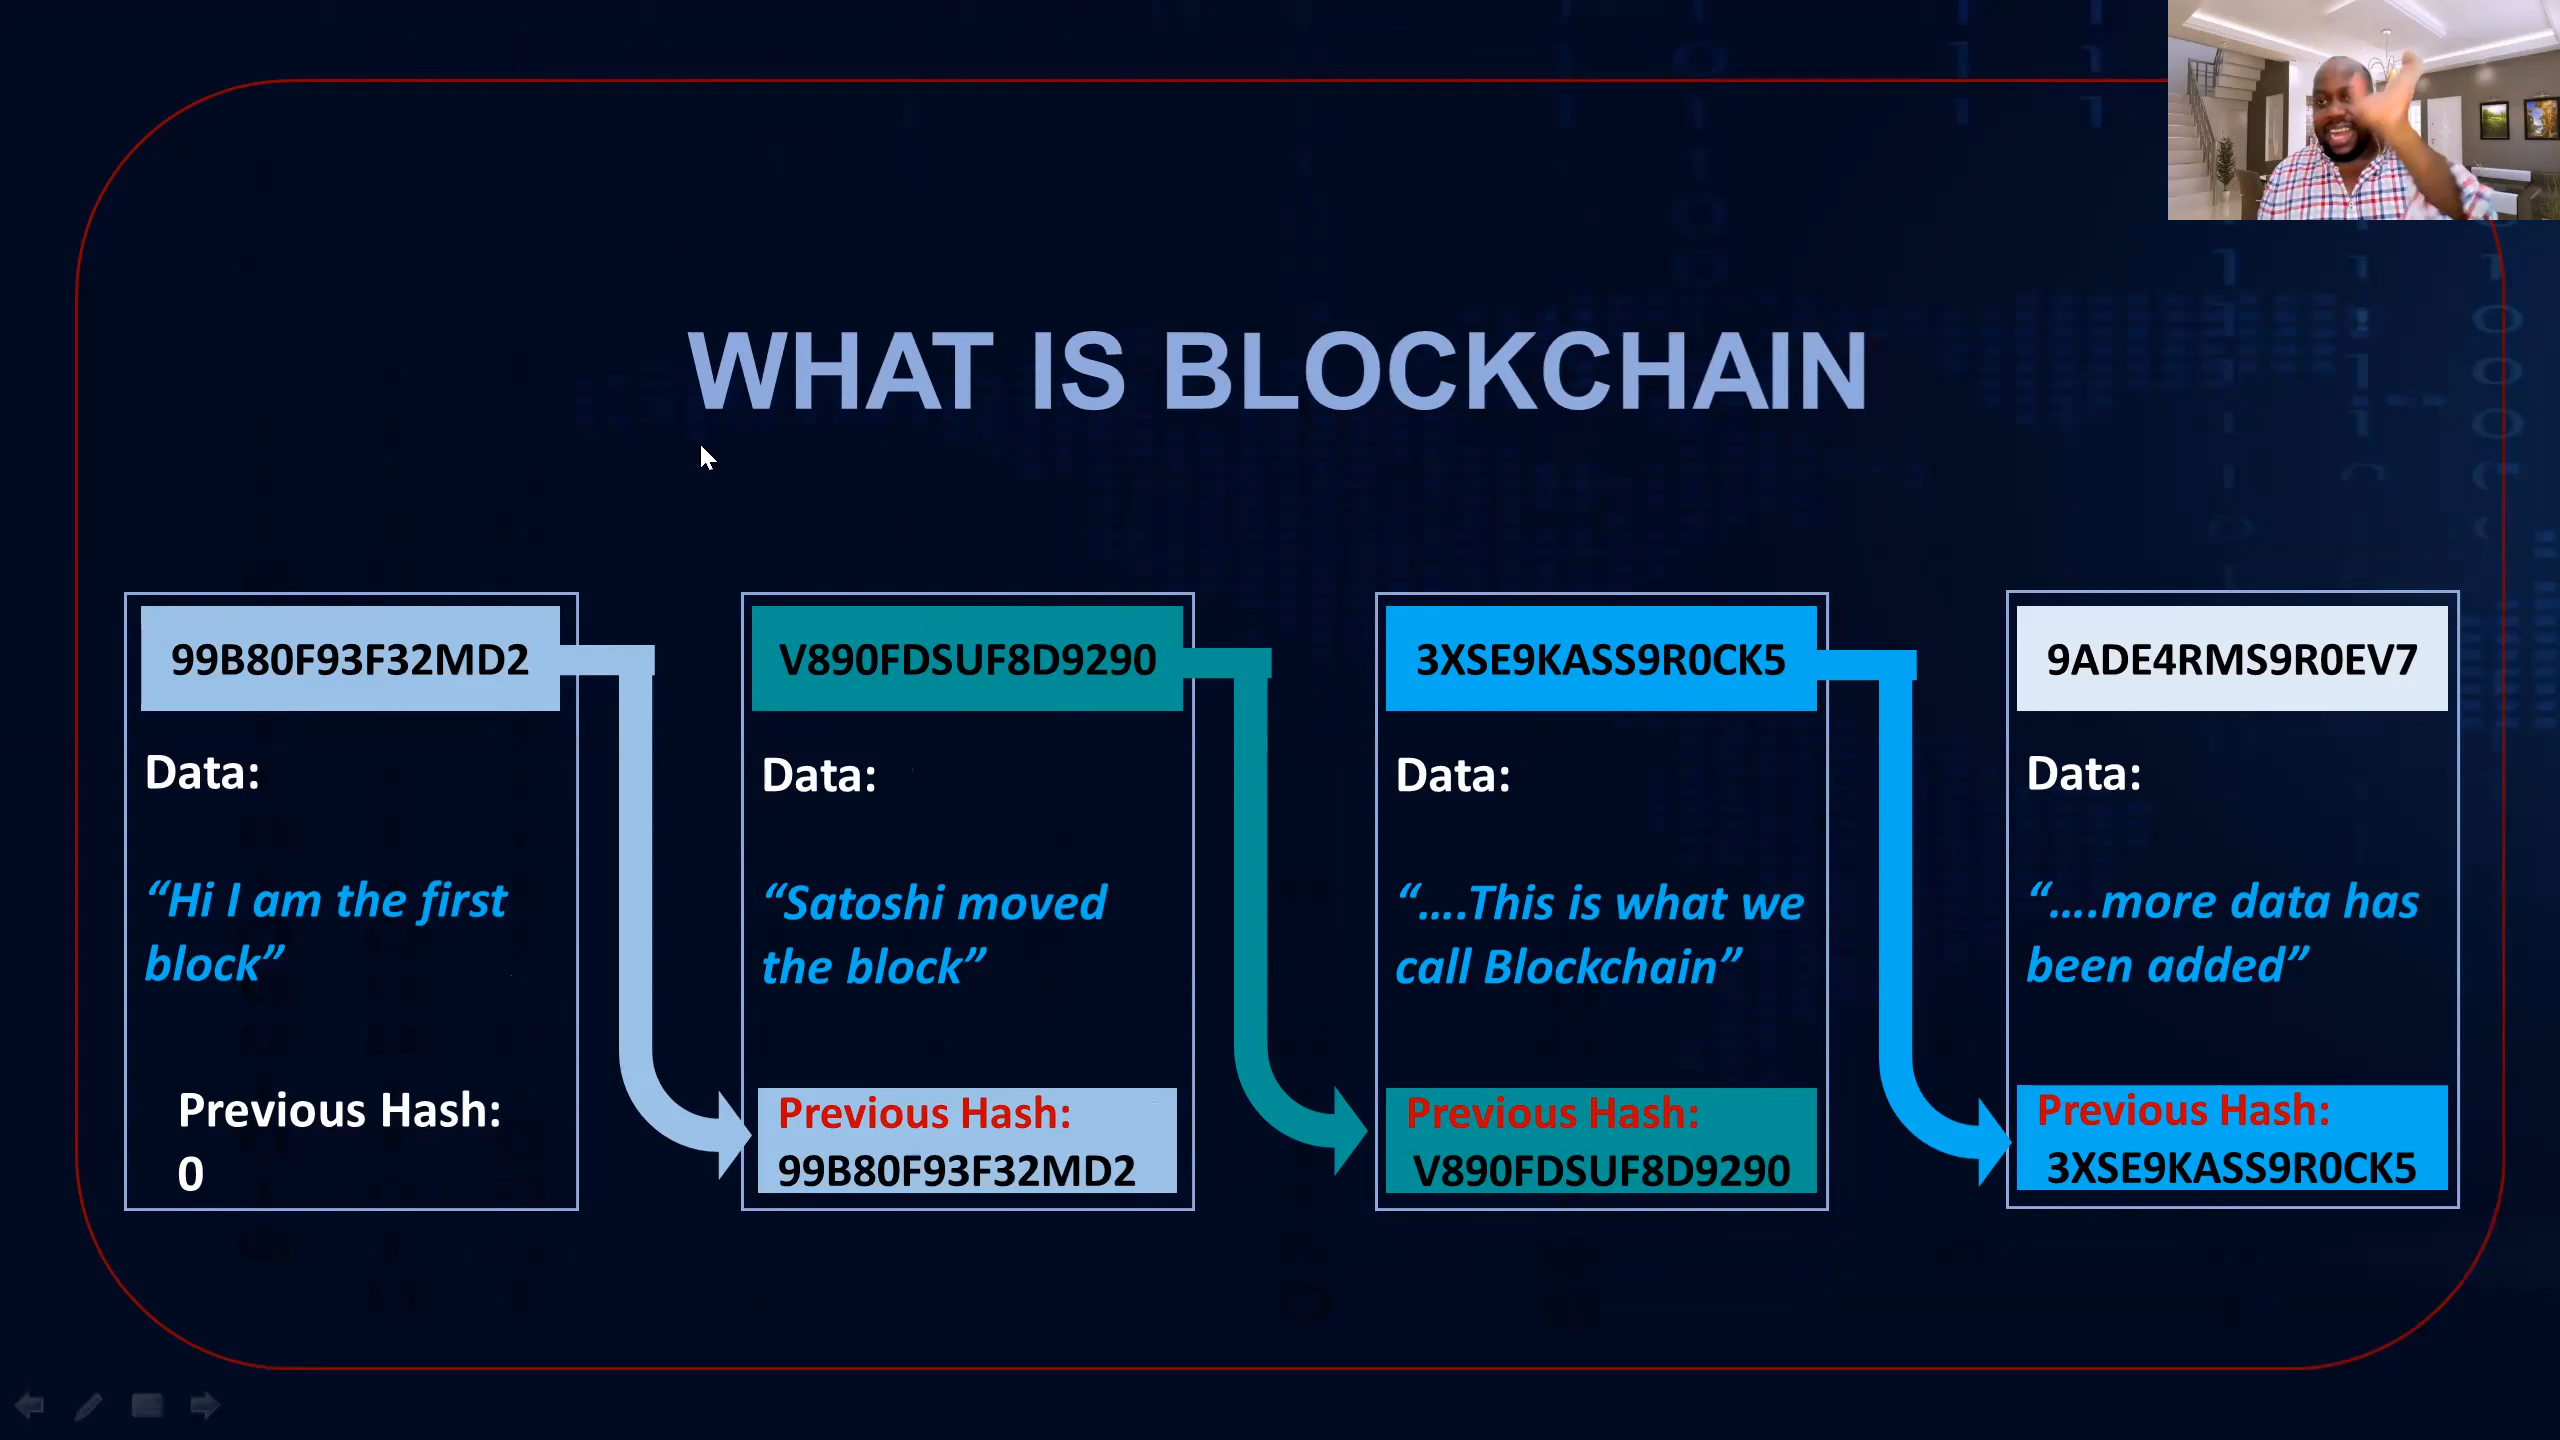 WHAT IS BLOCKCHAIN
99B80F93F32MD2
Data:
“Hi I am the first
block”
Previous Hash:
0
V890FDSUF8D9290
Data:
“Satoshi moved
the block”
Previous Hash:
99B80F93F32MD2
3XSE9KASS9R0CK5
Data:
“....This is what we
call Blockchain”
Previous Hash:
V890FDSUF8D9290
9ADE4RMS9R0EV7
Data:
“....more data has
been added”
Previous Hash:
3XSE9KASS9R0CK5